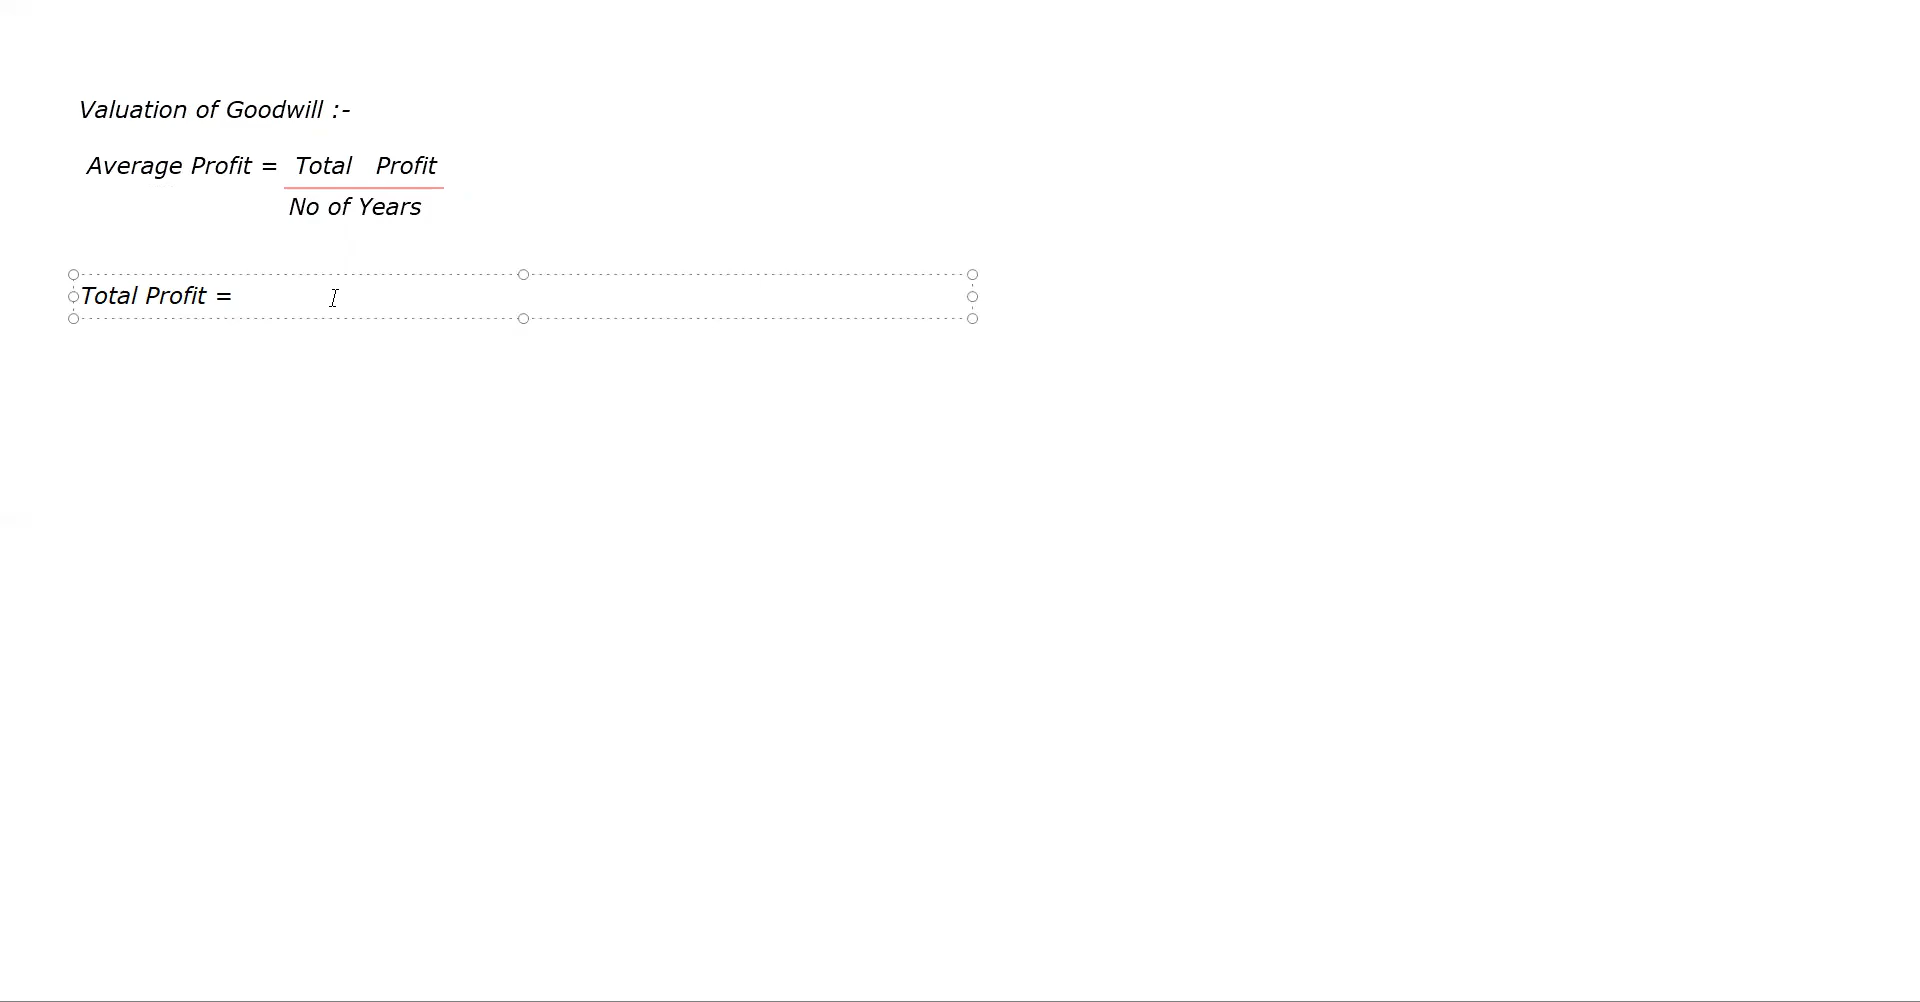 Valuation of Goodwill :-
Average Profit = Total Profit
No of Years
Total Profit =